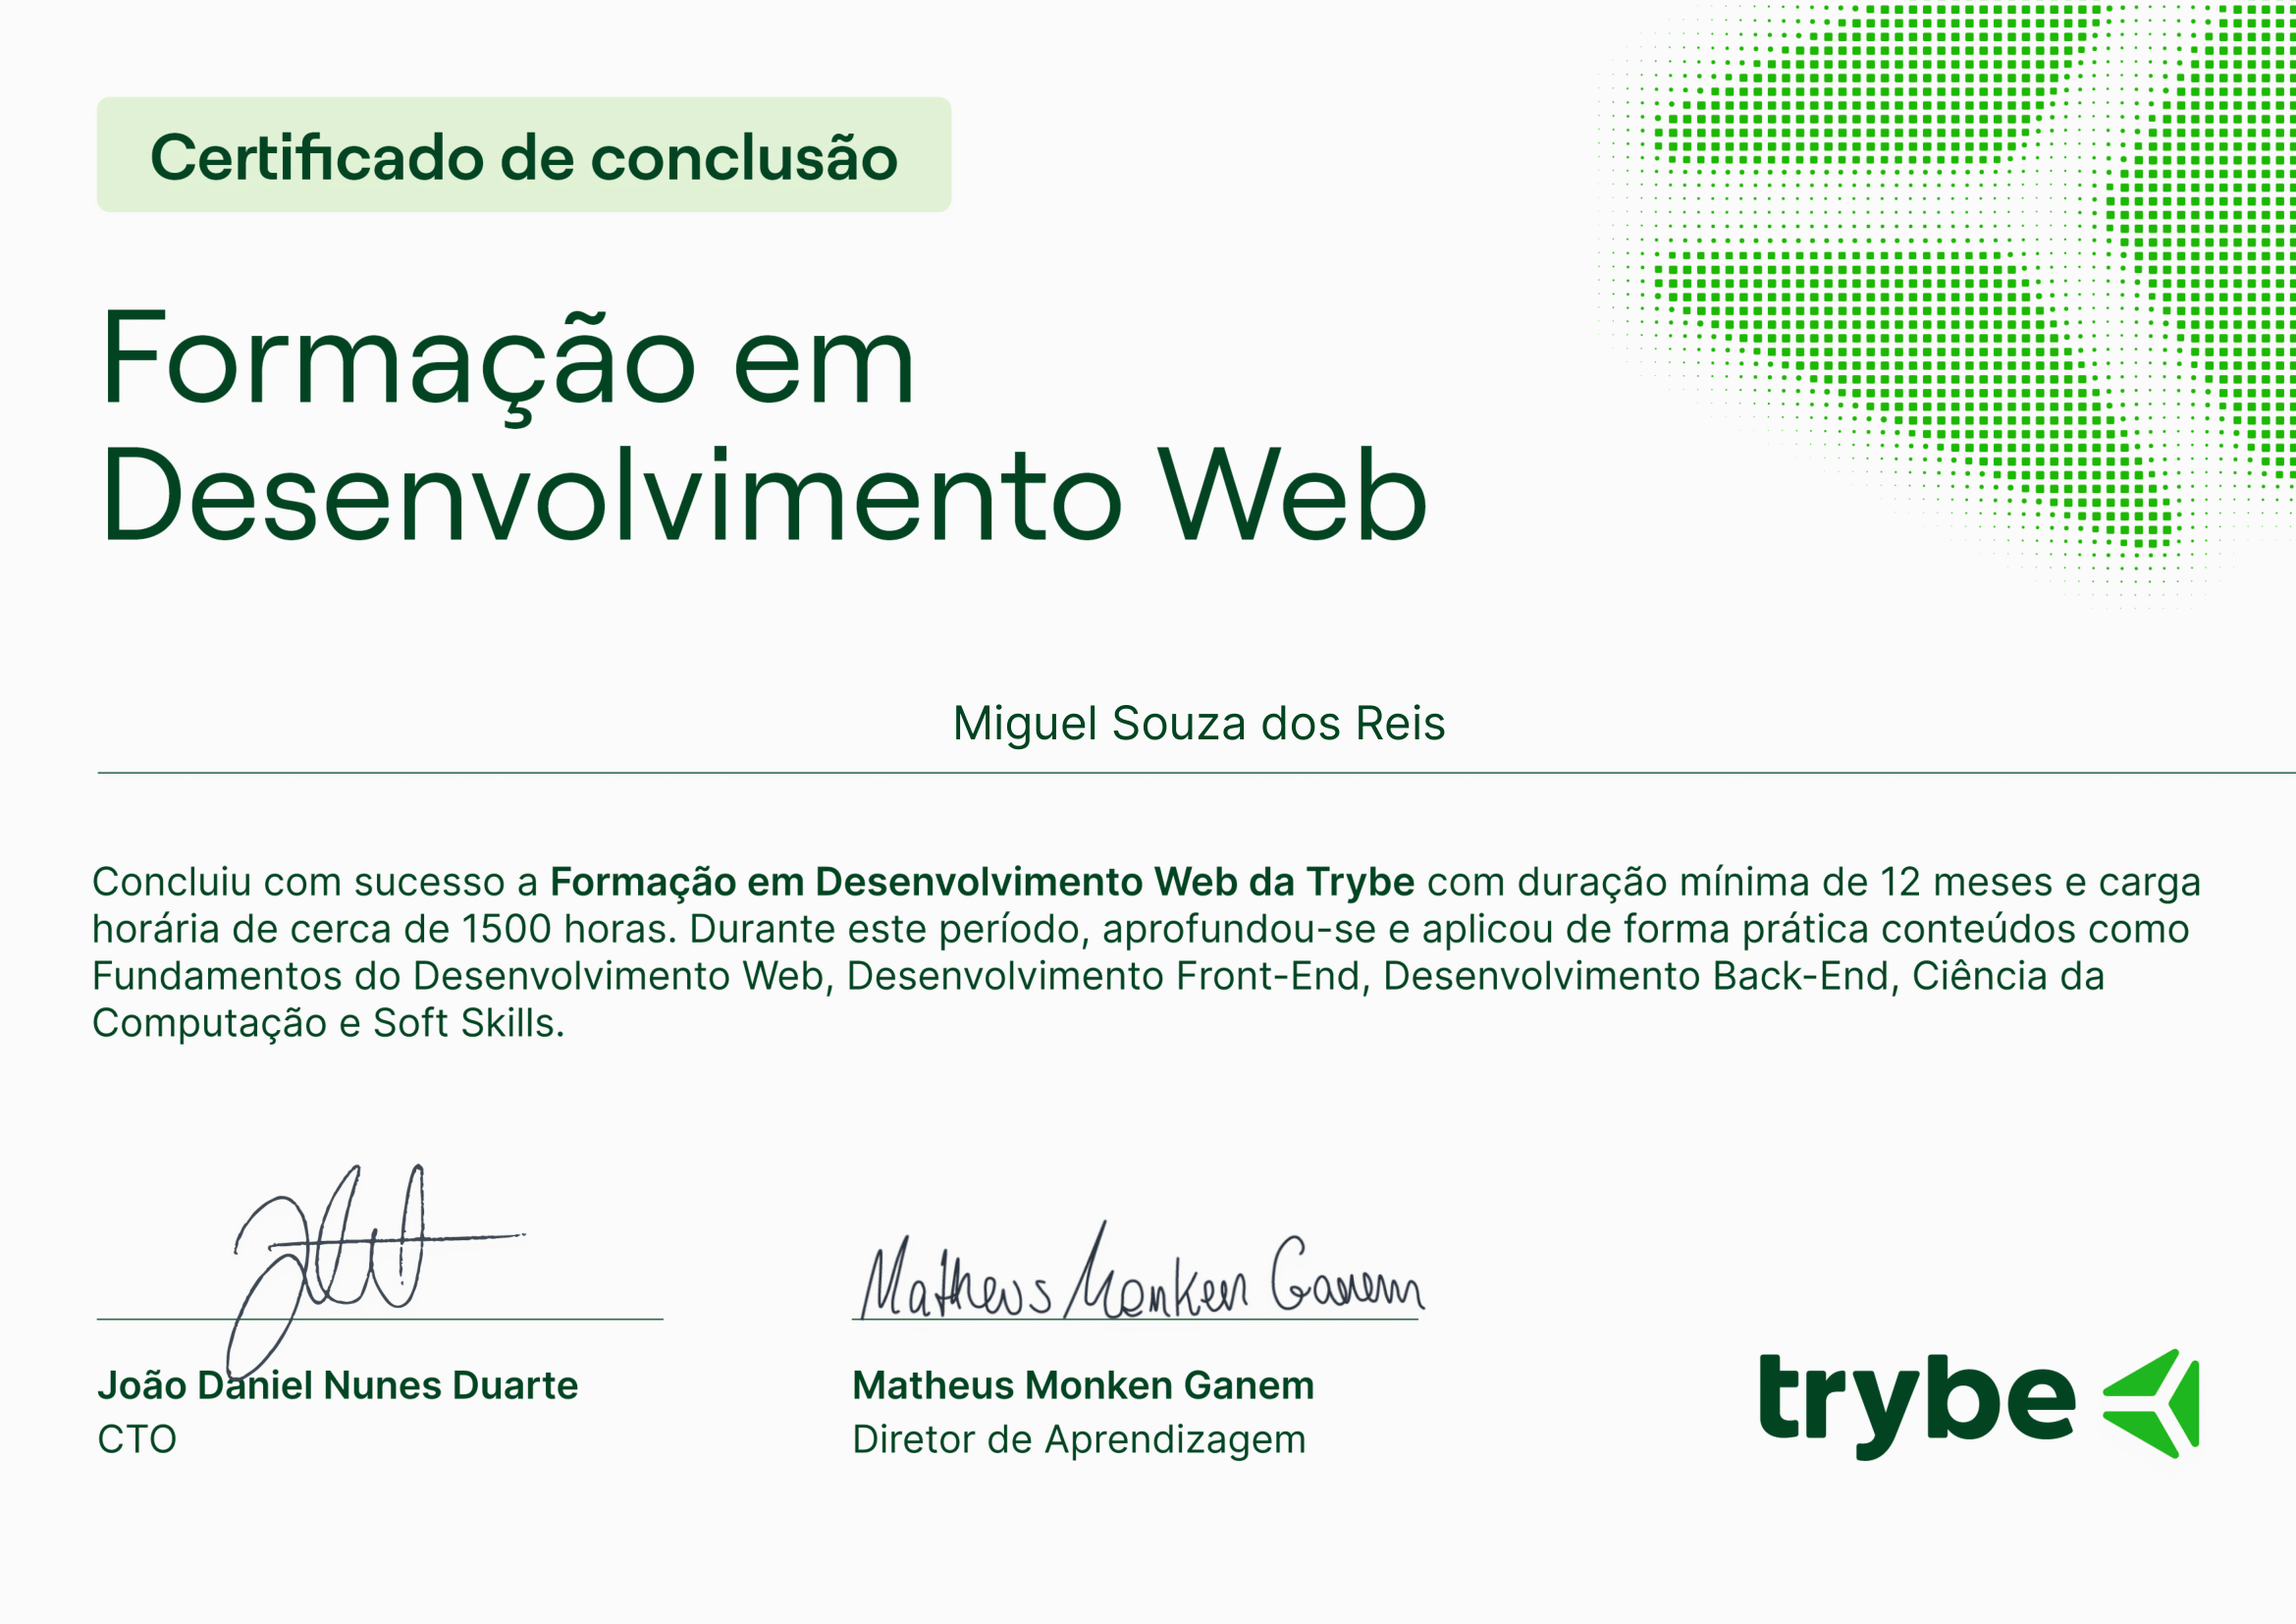 Certificado de conclusão
Formação em
Desenvolvimento Web
Miguel Souza dos Reis
Concluiu com sucesso a Formação em Desenvolvimento Web da Trybe com duração mínima de 12 meses e carga
horária de cerca de 1500 horas. Durante este período, aprofundou-se e aplicou de forma prática conteúdos como
Fundamentos do Desenvolvimento Web, Desenvolvimento Front-End, Desenvolvimento Back-End, Ciência da
Computação e Soft Skills.
Matheus Monken Ganem
João Daniel Nunes Duarte
CTO
Matheus Monken Ganem
Diretor de Aprendizagem
trybe